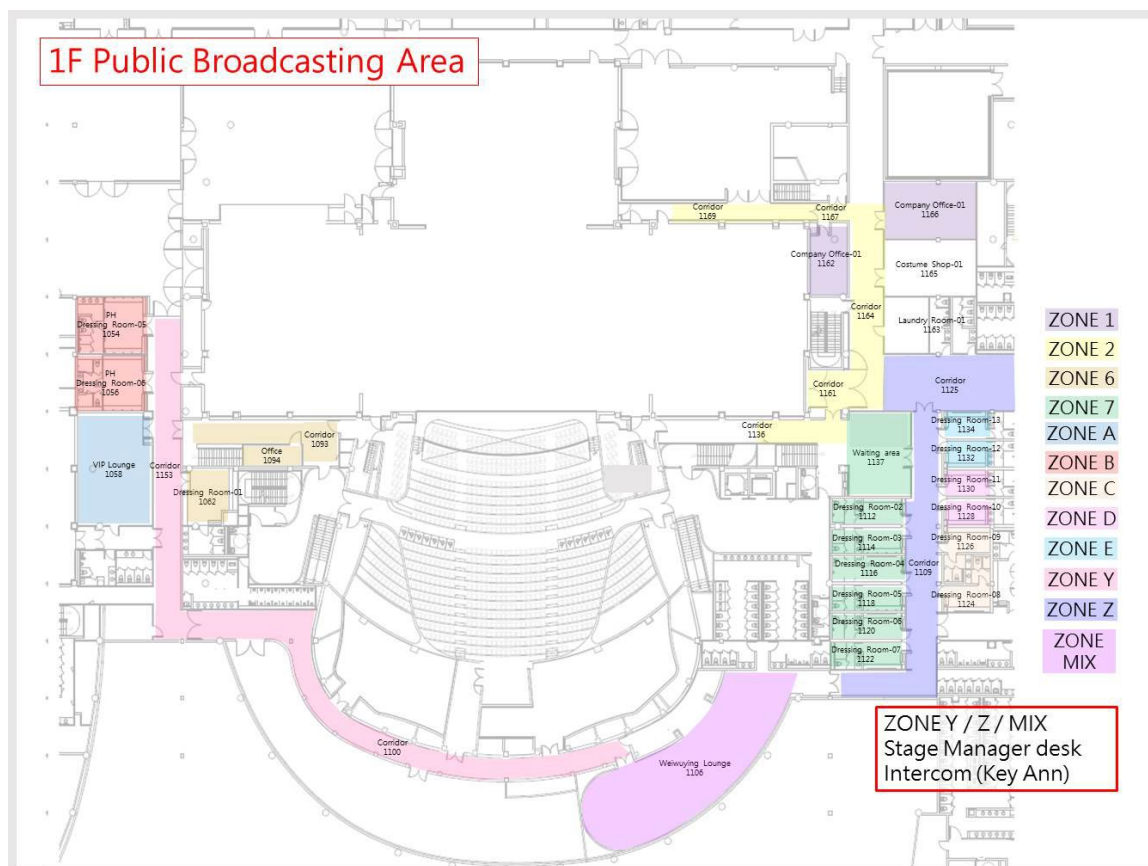 1F Public Broadcasting Area
Corridor
1169
Corridor
1167
Company Office-01
1166
Company Office-01
1162
Costume Shop-01
1165
Corridor
1164
Laundry Room-01
1163
PH
Dressing Room-05
1054
PH
Dressing Room-06
1056
Corridor
1161
Corridor
1125
Corridor
1093
Office
1094
Corridor
1136
VIP Lounge
1058
Corridor
1153
Dressing Room-01
1062
Waiting area
1137
Dressing Room-13
1134
Dressing Room-12
1132
Dressing Room-11
1130
Dressing Room-10
1128
Dressing Room-09
1126
Dressing Room-08
1124
Dressing Room-02
1112
Dressing Room-03
1114
Dressing Room-04
1116
Dressing Room-05
1118
Dressing Room-06
1120
Dressing Room-07
1122
Corridor
1109
Corridor
1100
Weiwuying Lounge
1106
ZONE 1
ZONE 2
ZONE 6
ZONE 7
ZONE A
ZONE B
ZONE C
ZONE D
ZONE E
ZONE Y
ZONE Z
ZONE
MIX
ZONE Y / Z / MIX
Stage Manager desk
Intercom (Key Ann)